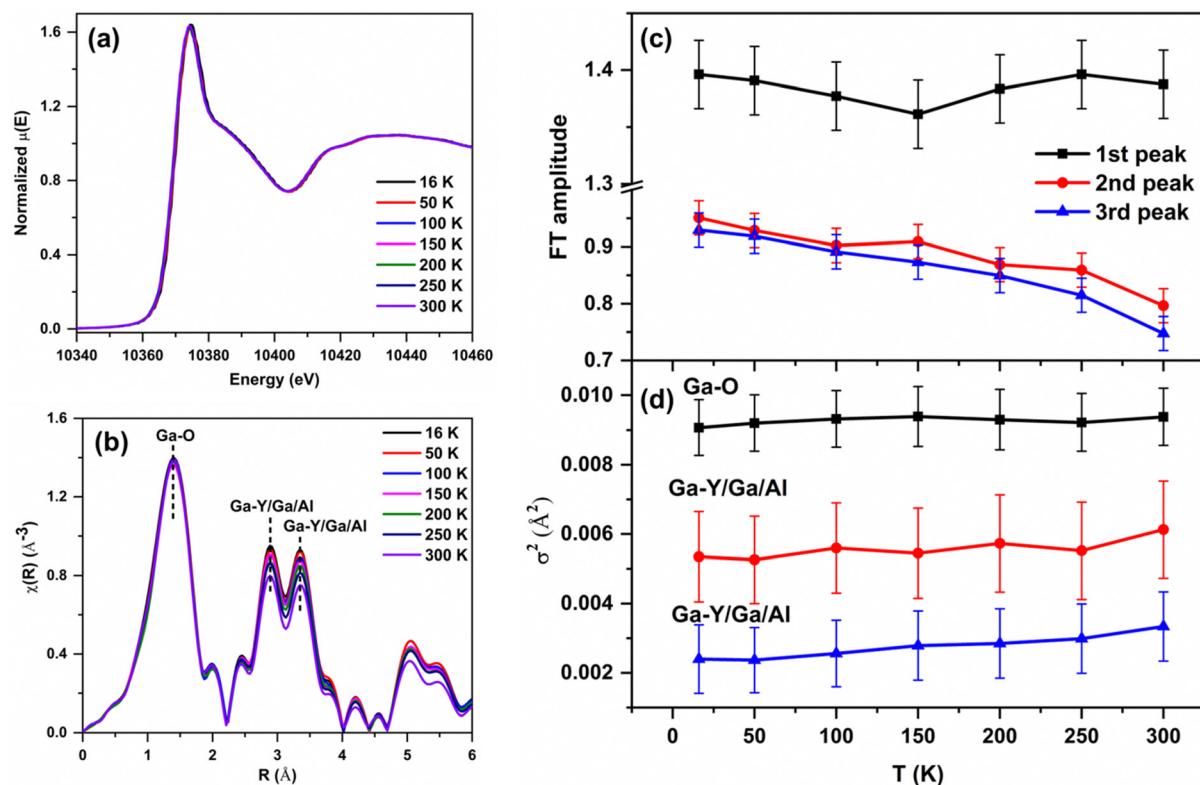 (a)
1.6
1.2
0.8
0.4
0.0
Normalized μ(E)
16 K
50 K
100 K
150 K
200 K
250 K
300 K
10340 10360 10380 10400 10420 10440 10460
Energy (eV)
(b)
1.6
1.2
0.8
0.4
0.0
χ(R) (Å⁻³)
Ga-O
Ga-Y/Ga/Al
Ga-Y/Ga/Al
16 K
50 K
100 K
150 K
200 K
250 K
300 K
0 1 2 3 4 5 6
R (Å)
(c)
1.4
1.3
0.9
0.8
0.7
FT amplitude
1st peak
2nd peak
3rd peak
(d)
0.010
0.008
0.006
0.004
0.002
σ² (Å²)
Ga-O
Ga-Y/Ga/Al
Ga-Y/Ga/Al
0 50 100 150 200 250 300
T (K)